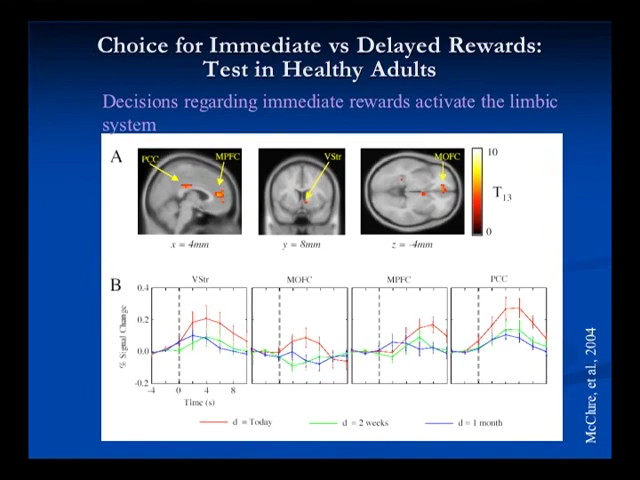 Choice for Immediate vs Delayed Rewards:
Test in Healthy Adults
Decisions regarding immediate rewards activate the limbic
system
A
PCC MPFC VStr MOFC
10
T13
0
x = 4mm y = 8mm z = -4mm
B
VStr MOFC MPFC PCC
% Signal Change
0.4
0.2
0.0
-0.2
-4 0 4 8
Time (s)
d = Today d = 2 weeks d = 1 month
McClure, et al., 2004